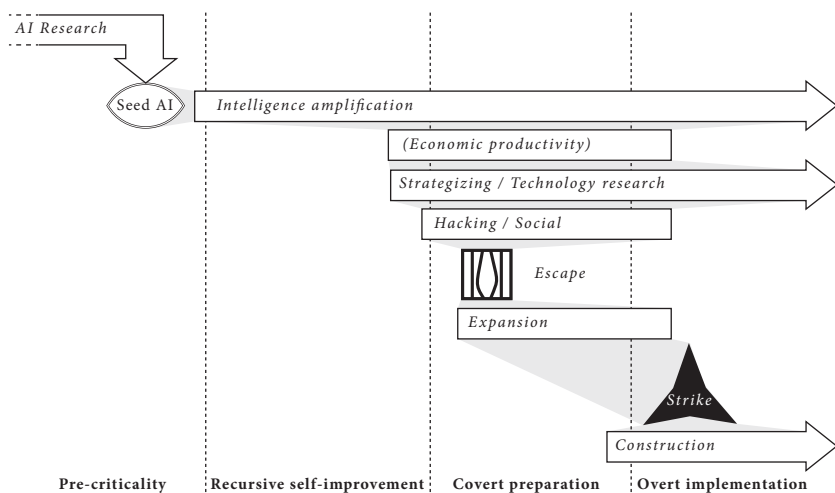 AI Research
Seed AI
Intelligence amplification
(Economic productivity)
Strategizing / Technology research
Hacking / Social
Escape
Expansion
Strike
Construction
Pre-criticality
Recursive self-improvement
Covert preparation
Overt implementation